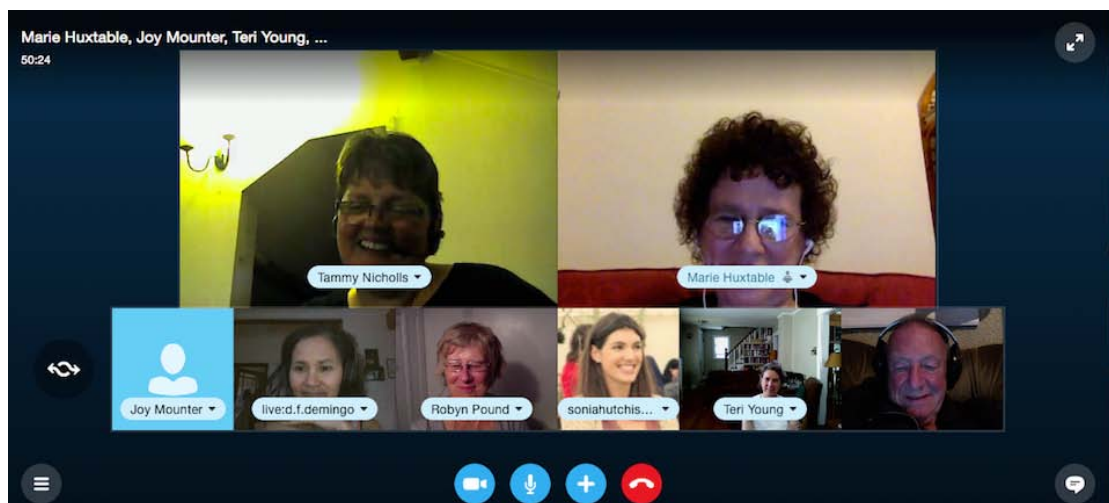 Marie Huxtable, Joy Mounter, Teri Young, ...
50:24
Tammy Nicholls
Marie Huxtable
Joy Mounter
live:d.f.demingo
Robyn Pound
soniahutchis...
Teri Young